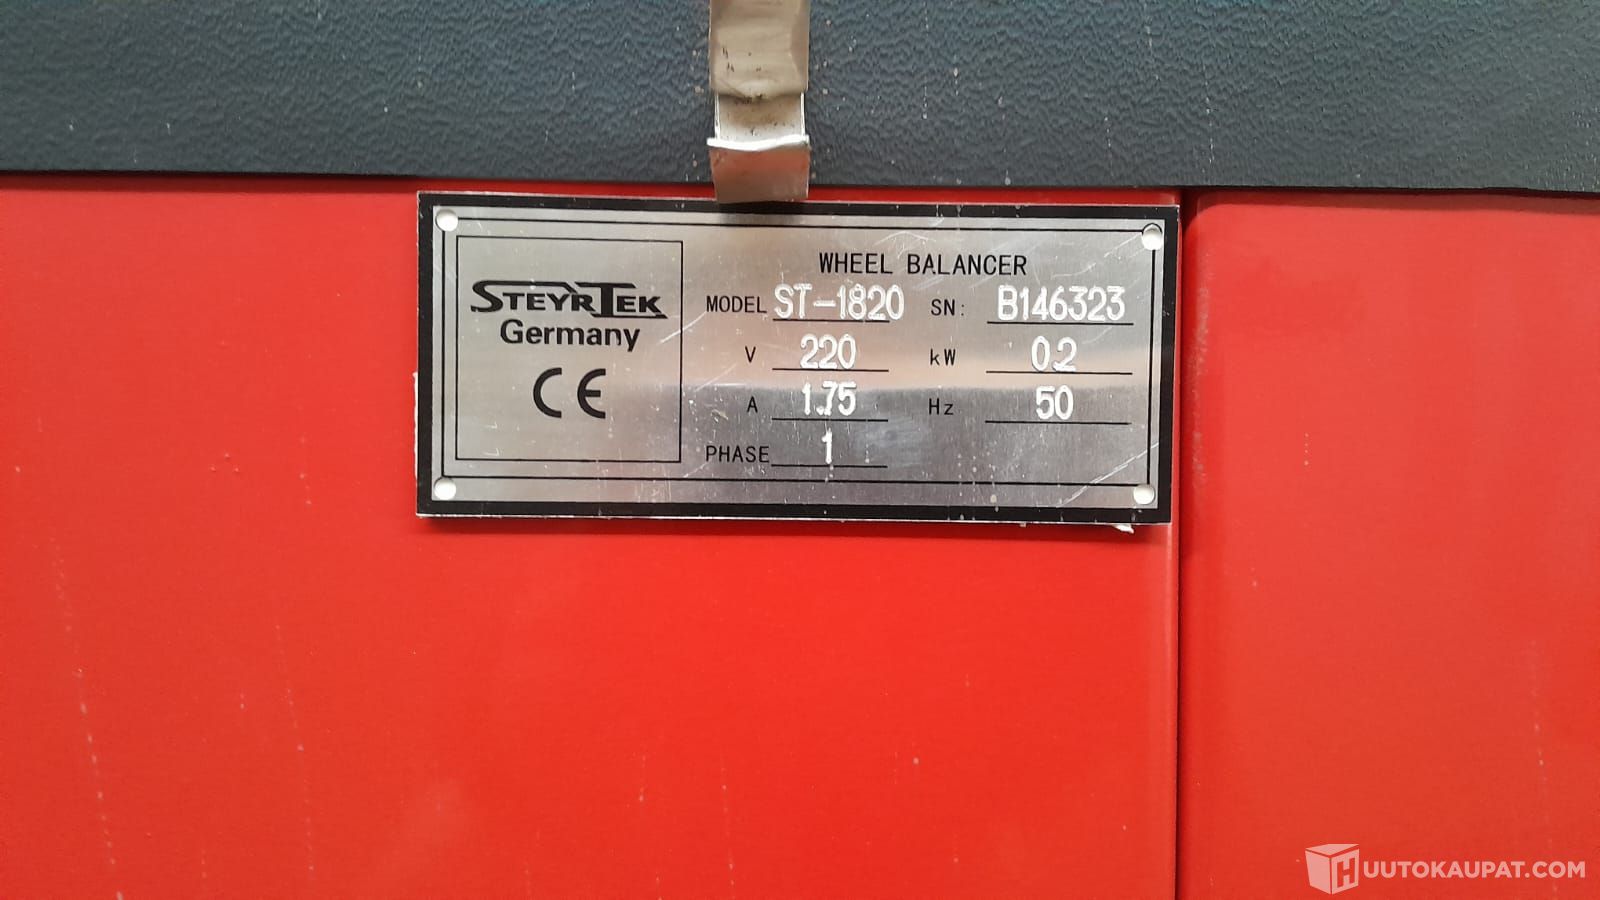 STEYRTEK
Germany
CE
WHEEL BALANCER
MODEL ST-1820 SN: B146323
V 220 kW 0.2
A 1.75 Hz 50
PHASE 1
HUUTOKAUPAT.COM